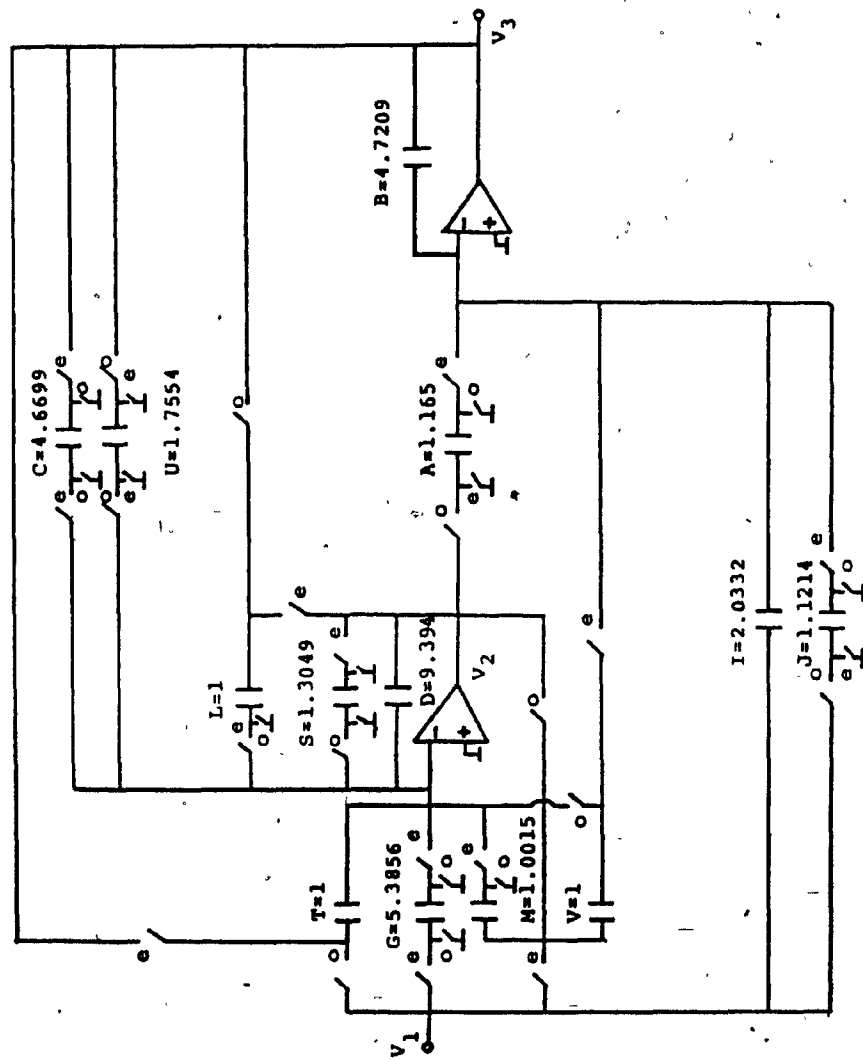 C=4.6699
e
o
o
e
o
e
e
o
U=1.7554
e
o
L=1
e
o
e
S=1.3049
o
e
T=1
o
B=4.7209
D=9.394
G=5.3856
e
o
o
e
V1
−
+
V2
A=1.165
o
e
o
e
−
+
V3
e
o
M=1.0015
e
o
V=1
o
e
I=2.0332
J=1.1214
o
e
o
e